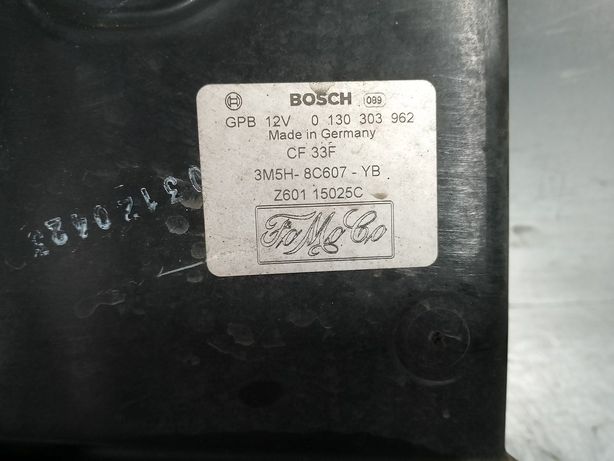 BOSCH 089
GPB 12V 0 130 303 962
Made in Germany
CF 33F
3M5H- 8C607 - YB
Z601 15025C
FoMoCo